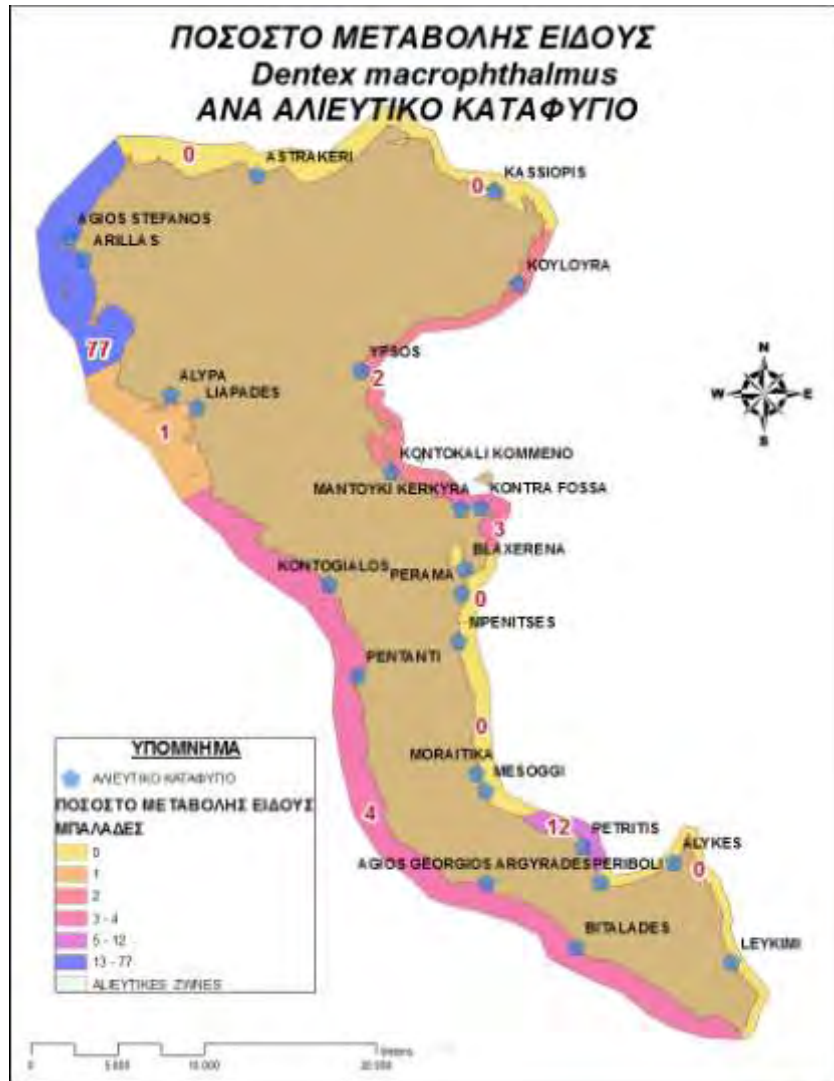 ΠΟΣΟΣΤΟ ΜΕΤΑΒΟΛΗΣ ΕΙΔΟΥΣ
Dentex macrophthalmus
ΑΝΑ ΑΛΙΕΥΤΙΚΟ ΚΑΤΑΦΥΓΙΟ
0
ASTRAKERI
KASSIOPIS
0
AGIOS STEFANOS
ARILLAS
KOYLOYRA
77
YPSOS
2
ALYPA
LIAPADES
1
N
W
E
S
KONTOKALI KOMMENO
MANTOYKI KERKYRA
KONTRA FOSSA
3
BLAXERENA
KONTOGIALOS
PERAMA
0
MPENITSES
PENTANTI
0
MORAITIKA
MESOGGI
4
12
PETRITIS
ALYKES
0
AGIOS GEORGIOS ARGYRADES
PERIBOLI
BITALADES
LEYKIMI
ΥΠΟΜΝΗΜΑ
ΑΛΙΕΥΤΙΚΟ ΚΑΤΑΦΥΓΙΟ
ΠΟΣΟΣΤΟ ΜΕΤΑΒΟΛΗΣ ΕΙΔΟΥΣ
ΜΠΑΛΑΔΕΣ
0
1
2
3 - 4
5 - 12
13 - 77
ALIEYTIKES ZWNES
0
5 000
10 000
20 000
Meters